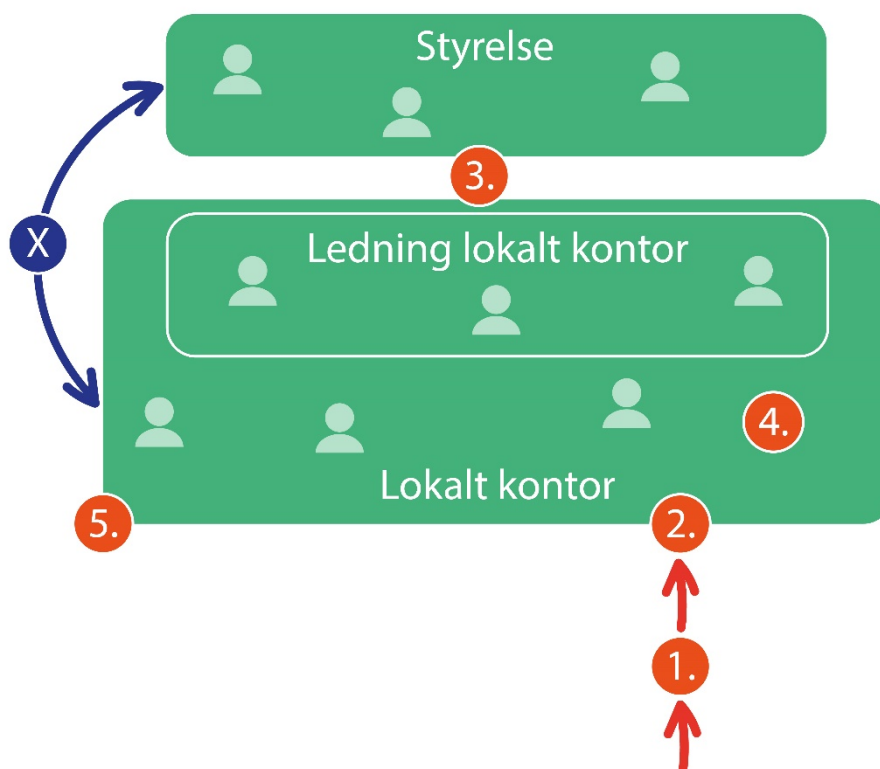 Styrelse
3.
X
Ledning lokalt kontor
4.
Lokalt kontor
5.
2.
1.